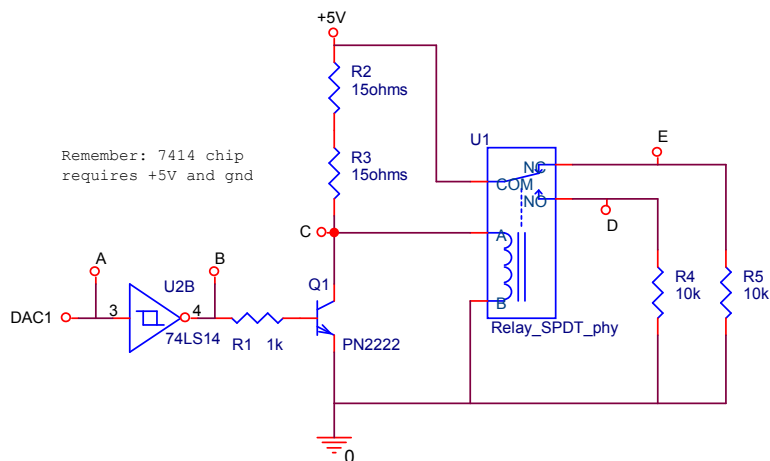 +5V
R2
15ohms
R3
15ohms
Remember: 7414 chip
requires +5V and gnd
U1
NC
COM
NO
E
D
C
A
B
A
B
U2B
3
4
DAC1
74LS14
R1 1k
Q1
PN2222
Relay_SPDT_phy
R4
10k
R5
10k
0